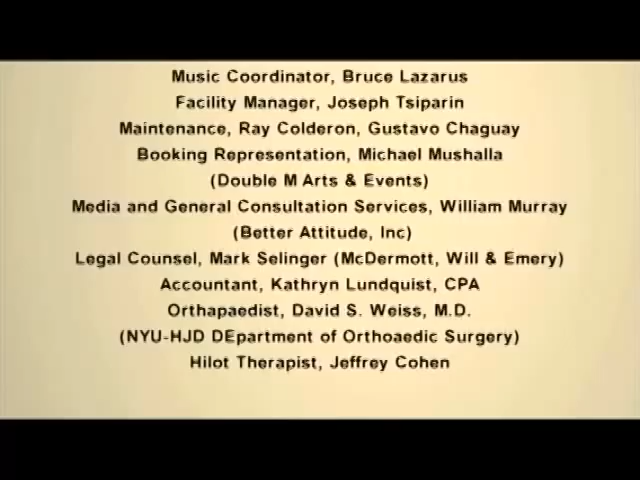 Music Coordinator, Bruce Lazarus
Facility Manager, Joseph Tsiparin
Maintenance, Ray Colderon, Gustavo Chaguay
Booking Representation, Michael Mushalla
(Double M Arts & Events)
Media and General Consultation Services, William Murray
(Better Attitude, Inc)
Legal Counsel, Mark Selinger (McDermott, Will & Emery)
Accountant, Kathryn Lundquist, CPA
Orthapaedist, David S. Weiss, M.D.
(NYU-HJD DEpartment of Orthoaedic Surgery)
Hilot Therapist, Jeffrey Cohen